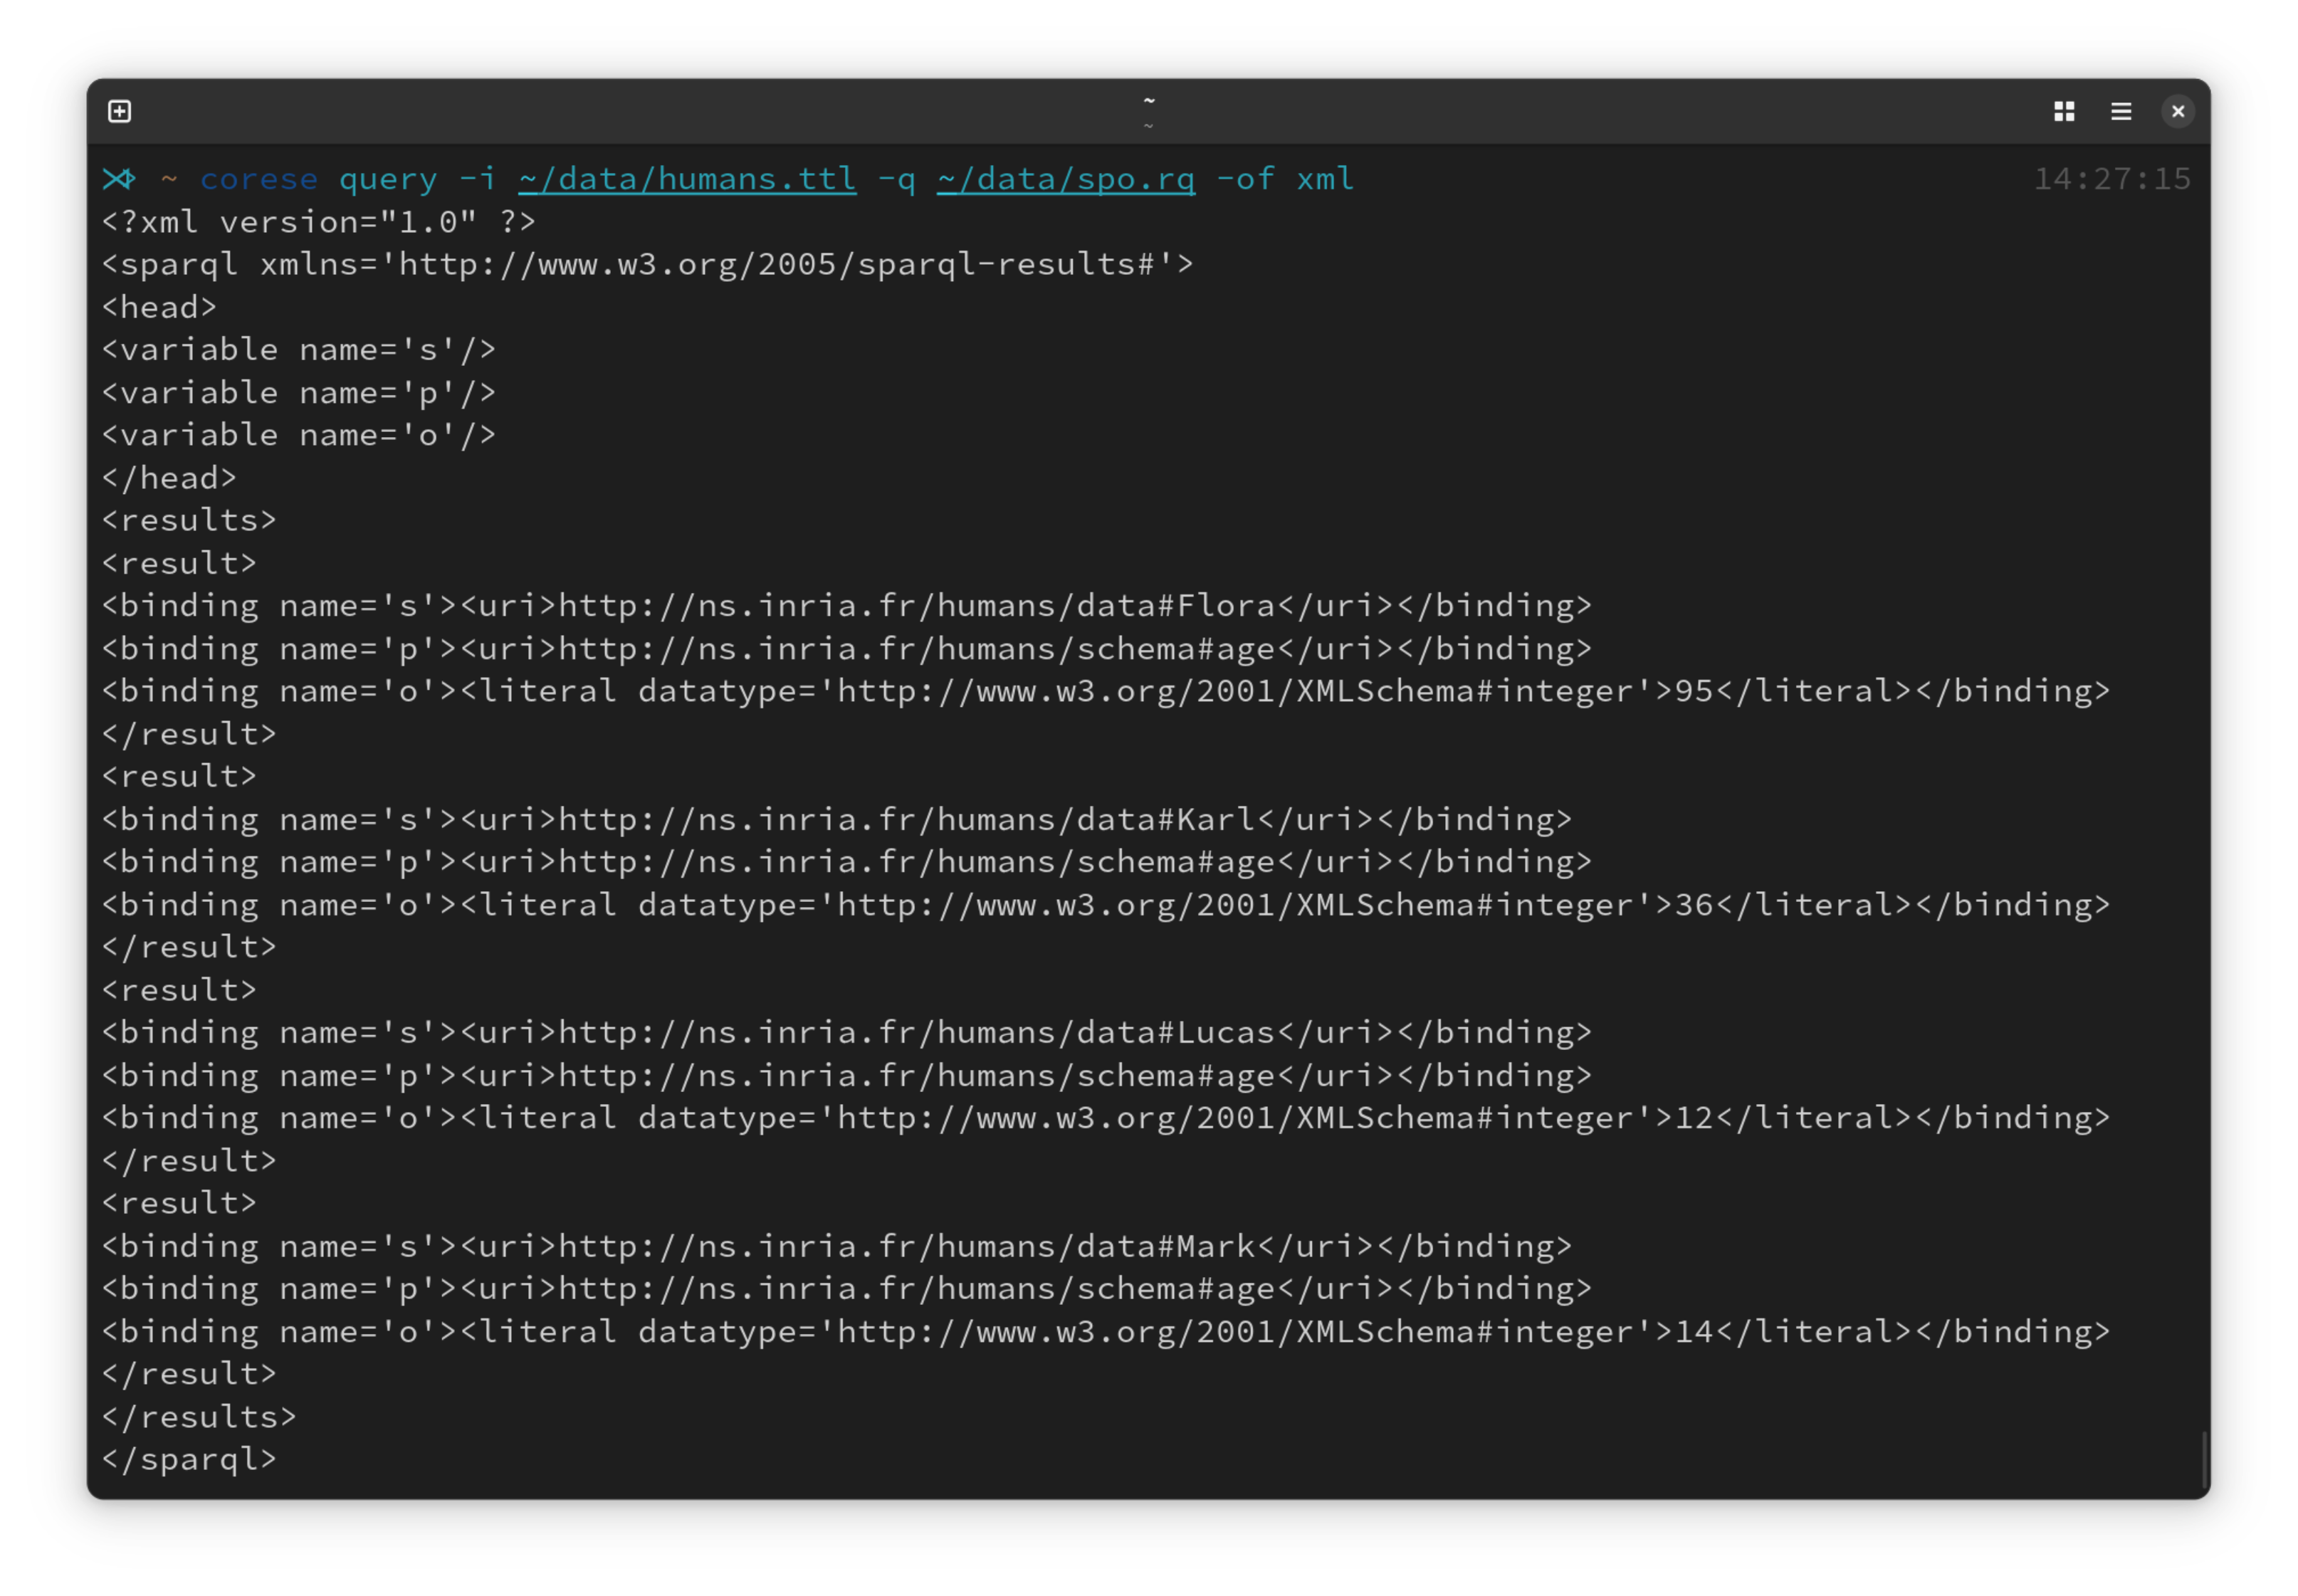 ~
~
~ corese query -i ~/data/humans.ttl -q ~/data/spo.rq -of xml 14:27:15
<?xml version="1.0" ?>
<sparql xmlns='http://www.w3.org/2005/sparql-results#'>
<head>
<variable name='s'/>
<variable name='p'/>
<variable name='o'/>
</head>
<results>
<result>
<binding name='s'><uri>http://ns.inria.fr/humans/data#Flora</uri></binding>
<binding name='p'><uri>http://ns.inria.fr/humans/schema#age</uri></binding>
<binding name='o'><literal datatype='http://www.w3.org/2001/XMLSchema#integer'>95</literal></binding>
</result>
<result>
<binding name='s'><uri>http://ns.inria.fr/humans/data#Karl</uri></binding>
<binding name='p'><uri>http://ns.inria.fr/humans/schema#age</uri></binding>
<binding name='o'><literal datatype='http://www.w3.org/2001/XMLSchema#integer'>36</literal></binding>
</result>
<result>
<binding name='s'><uri>http://ns.inria.fr/humans/data#Lucas</uri></binding>
<binding name='p'><uri>http://ns.inria.fr/humans/schema#age</uri></binding>
<binding name='o'><literal datatype='http://www.w3.org/2001/XMLSchema#integer'>12</literal></binding>
</result>
<result>
<binding name='s'><uri>http://ns.inria.fr/humans/data#Mark</uri></binding>
<binding name='p'><uri>http://ns.inria.fr/humans/schema#age</uri></binding>
<binding name='o'><literal datatype='http://www.w3.org/2001/XMLSchema#integer'>14</literal></binding>
</result>
</results>
</sparql>